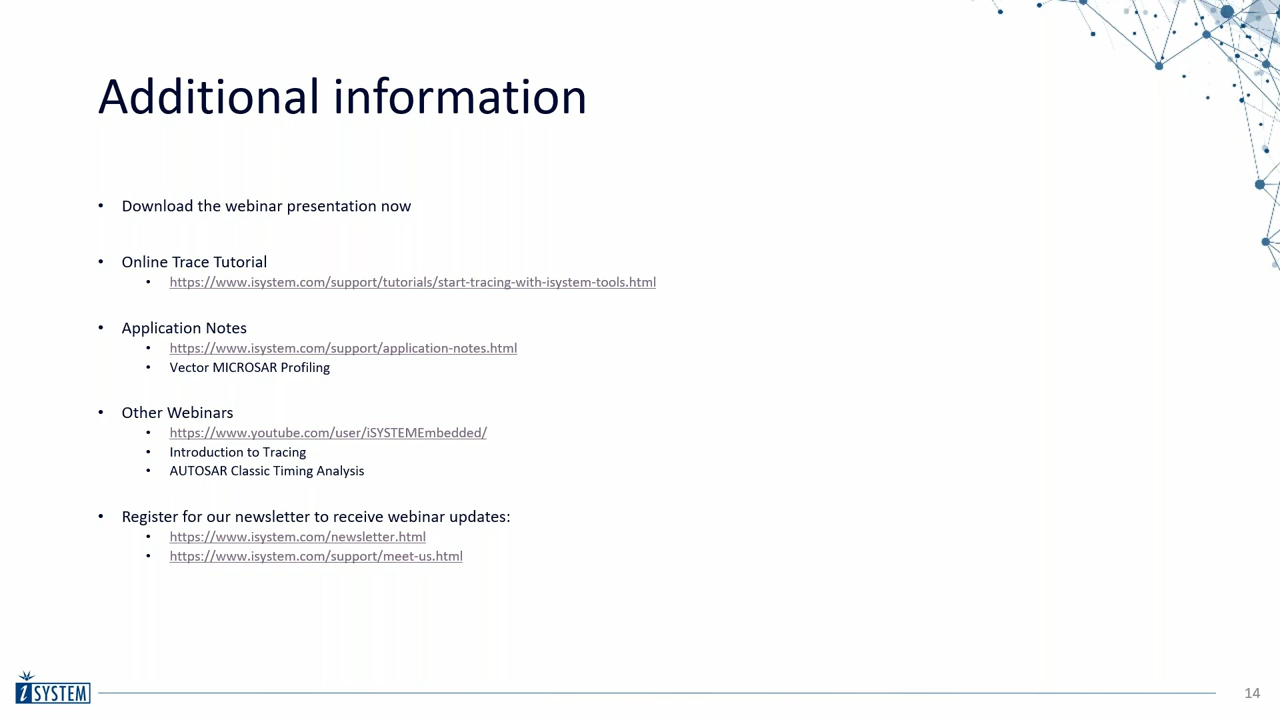 Additional information
• Download the webinar presentation now
• Online Trace Tutorial
• https://www.isystem.com/support/tutorials/start-tracing-with-isystem-tools.html
• Application Notes
• https://www.isystem.com/support/application-notes.html
• Vector MICROSAR Profiling
• Other Webinars
• https://www.youtube.com/user/iSYSTEMEmbedded/
• Introduction to Tracing
• AUTOSAR Classic Timing Analysis
• Register for our newsletter to receive webinar updates:
• https://www.isystem.com/newsletter.html
• https://www.isystem.com/support/meet-us.html
iSYSTEM
14